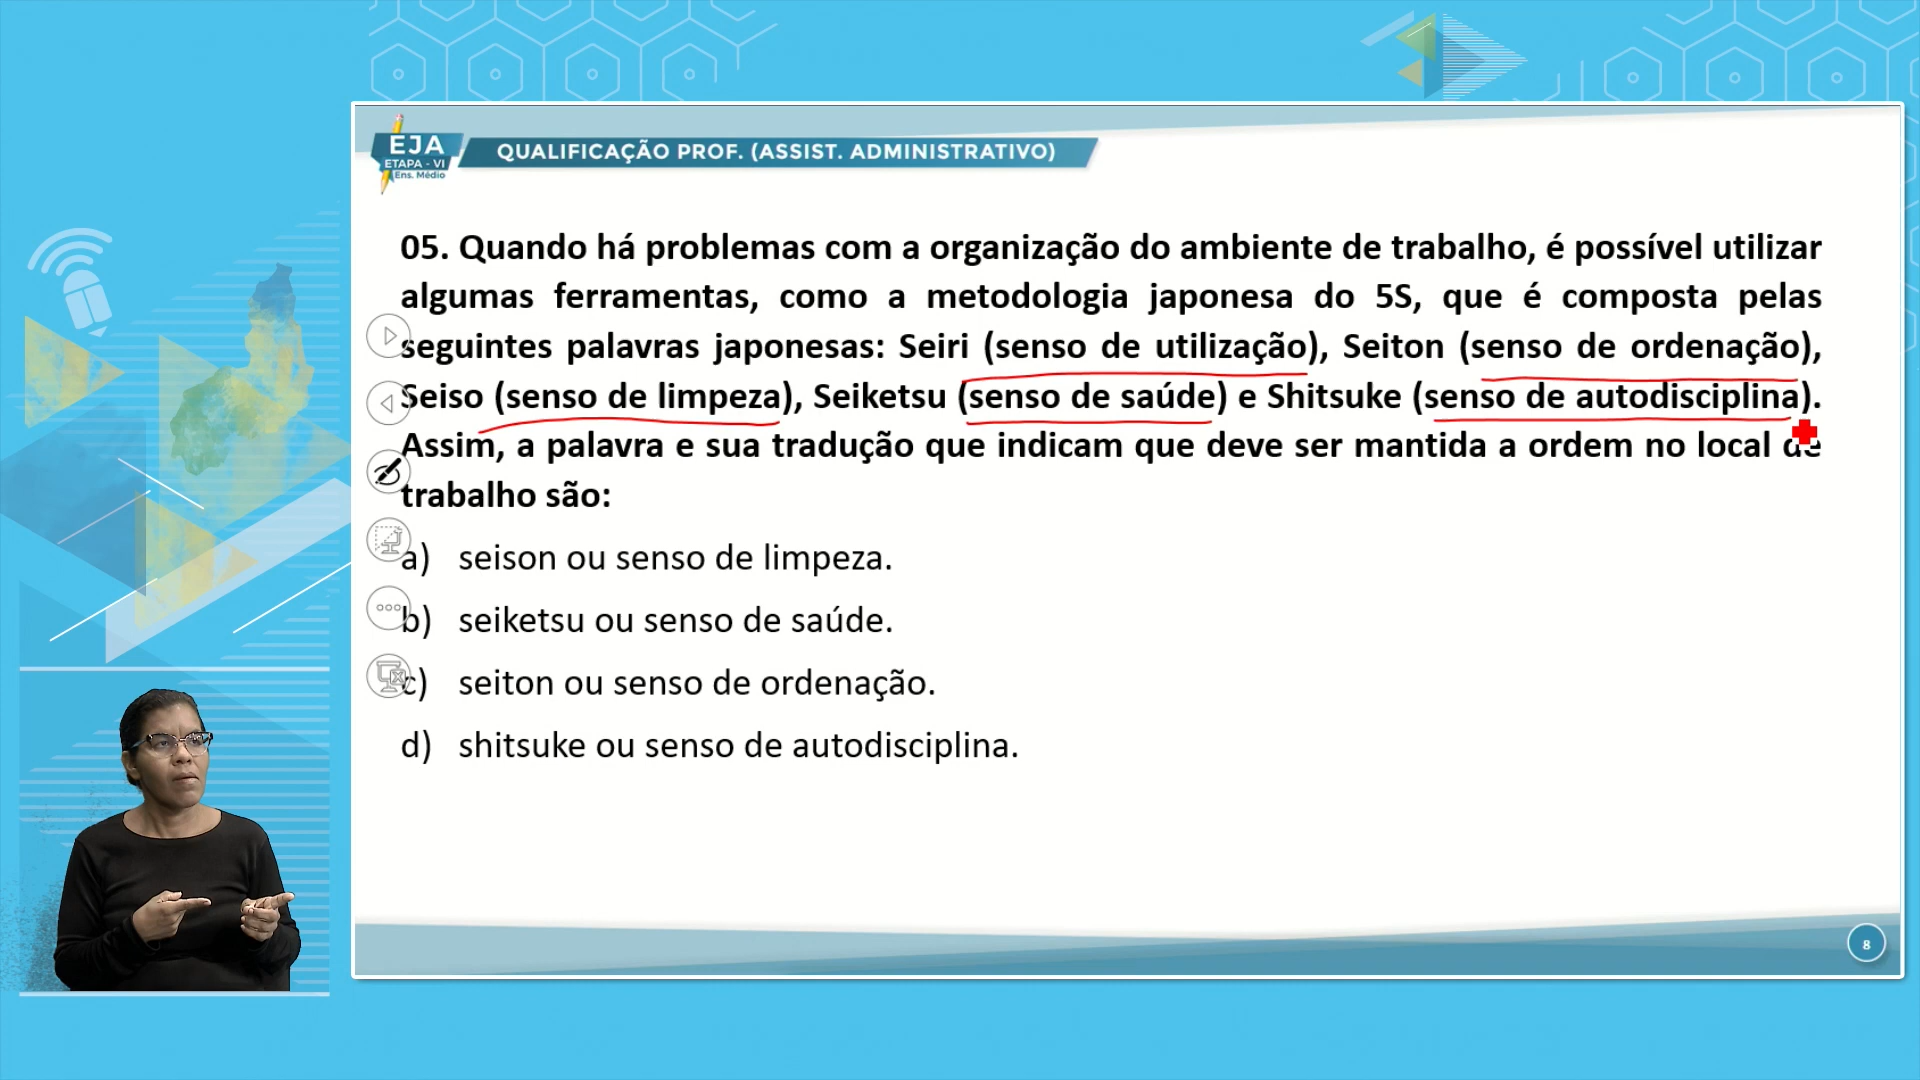 EJA
ETAPA - VI
Ens. Médio
QUALIFICAÇÃO PROF. (ASSIST. ADMINISTRATIVO)
05. Quando há problemas com a organização do ambiente de trabalho, é possível utilizar
algumas ferramentas, como a metodologia japonesa do 5S, que é composta pelas
seguintes palavras japonesas: Seiri (senso de utilização), Seiton (senso de ordenação),
Seiso (senso de limpeza), Seiketsu (senso de saúde) e Shitsuke (senso de autodisciplina).
Assim, a palavra e sua tradução que indicam que deve ser mantida a ordem no local de
trabalho são:
a) seison ou senso de limpeza.
b) seiketsu ou senso de saúde.
c) seiton ou senso de ordenação.
d) shitsuke ou senso de autodisciplina.
8